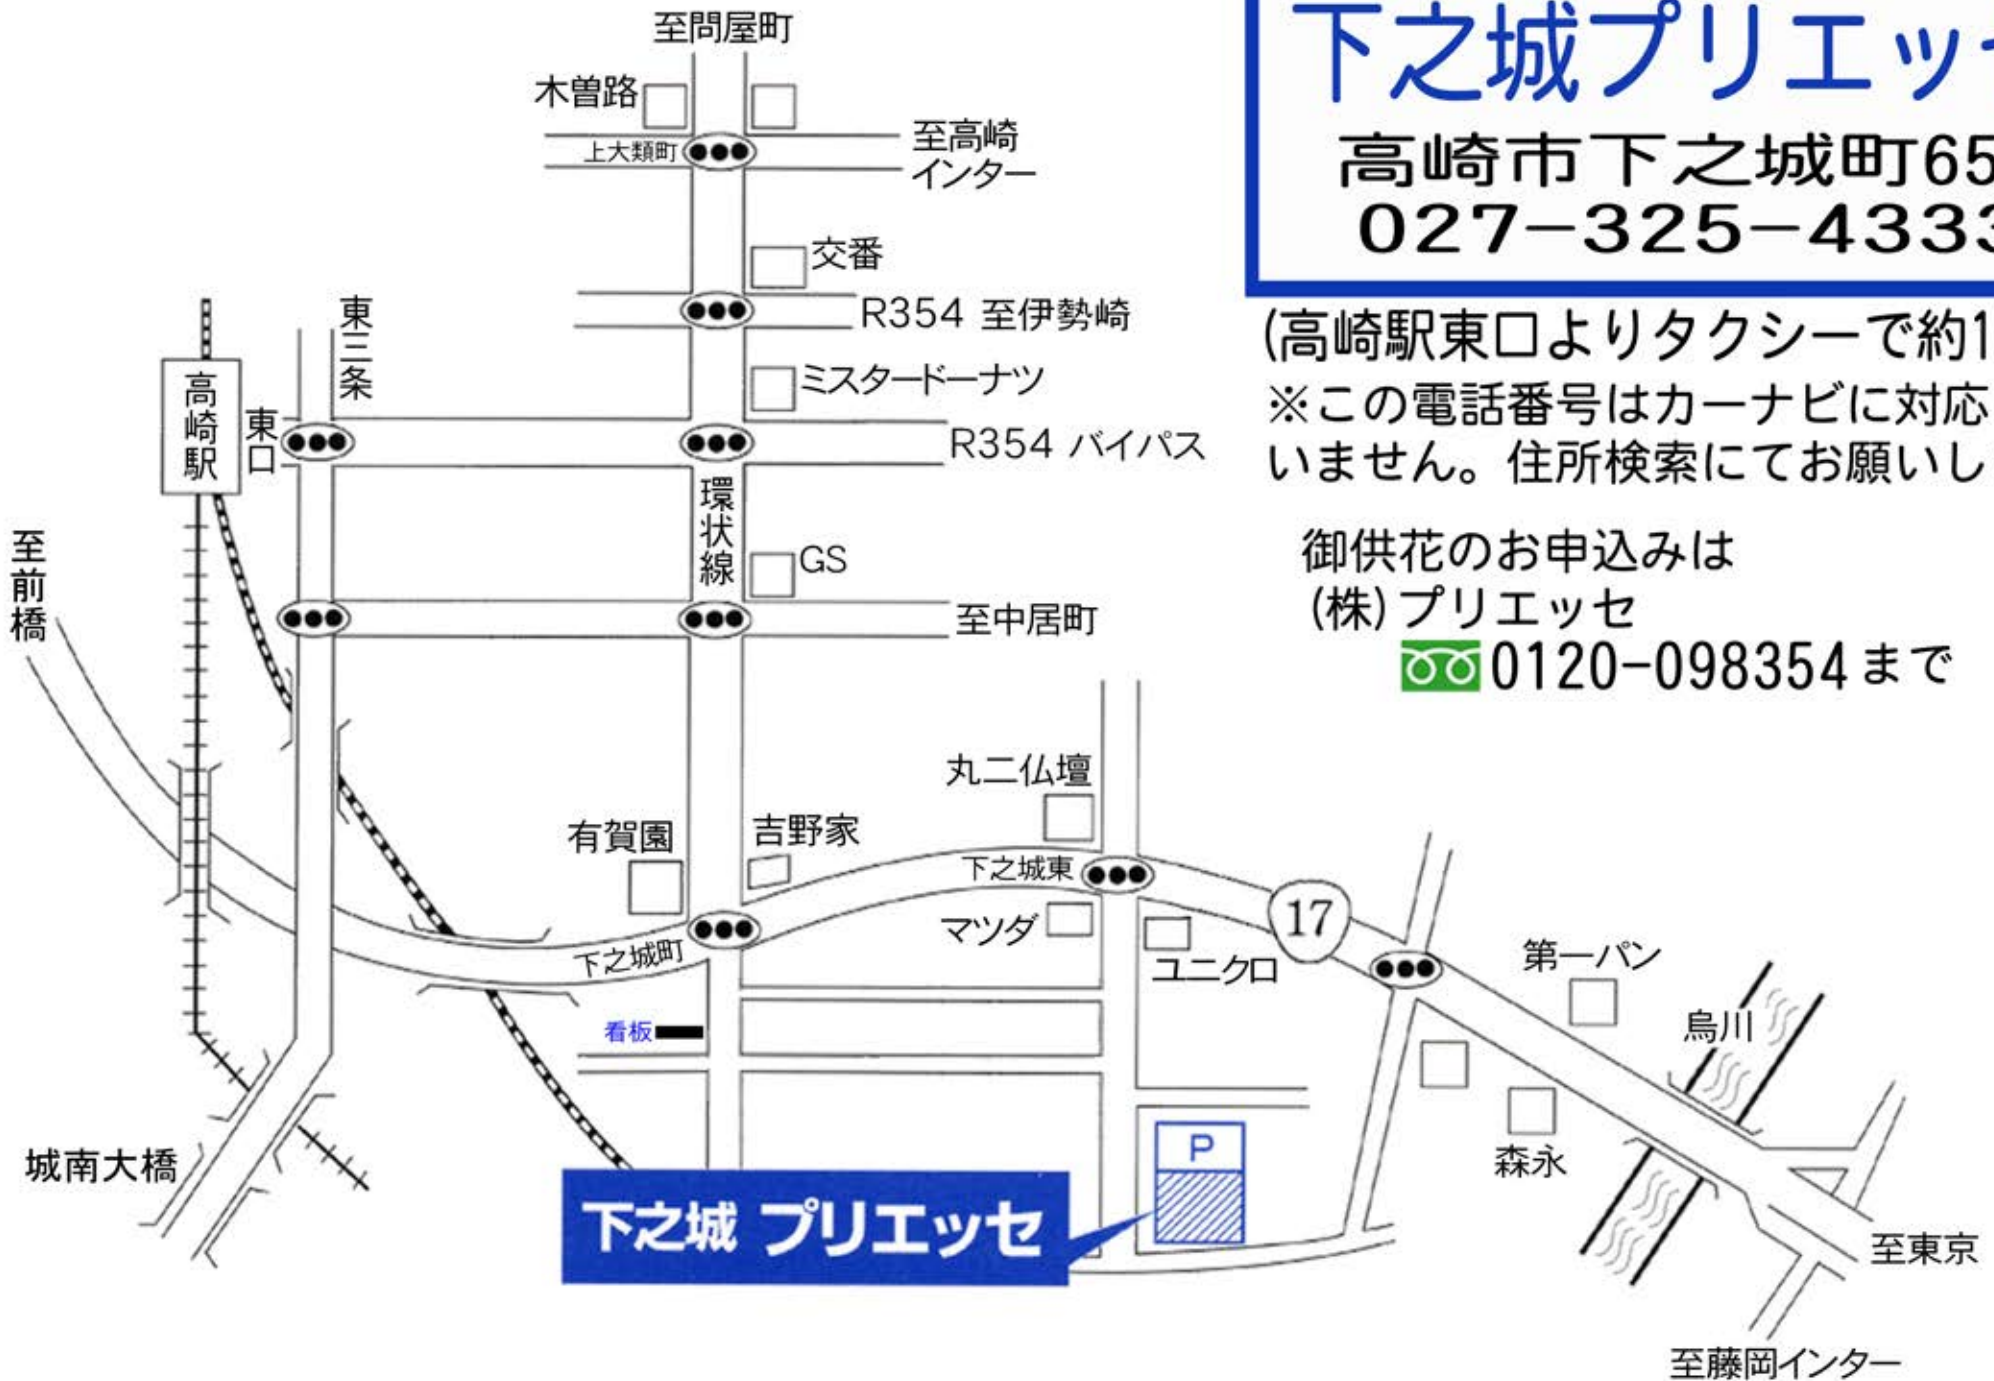 至問屋町
木曽路
上大類町
至高崎
インター
交番
R354 至伊勢崎
東三条
ミスタードーナツ
高崎駅
東口
R354 バイパス
環状線
GS
至中居町
至前橋
下之城プリエッセ
高崎市下之城町65
027-325-4333
(高崎駅東口よりタクシーで約1
※この電話番号はカーナビに対応
いません。住所検索にてお願いし
御供花のお申込みは
(株)プリエッセ
0120-098354まで
丸二仏壇
有賀園
吉野家
下之城東
17
マツダ
ユニクロ
下之城町
第一パン
烏川
看板
森永
城南大橋
P
下之城 プリエッセ
至東京
至藤岡インター